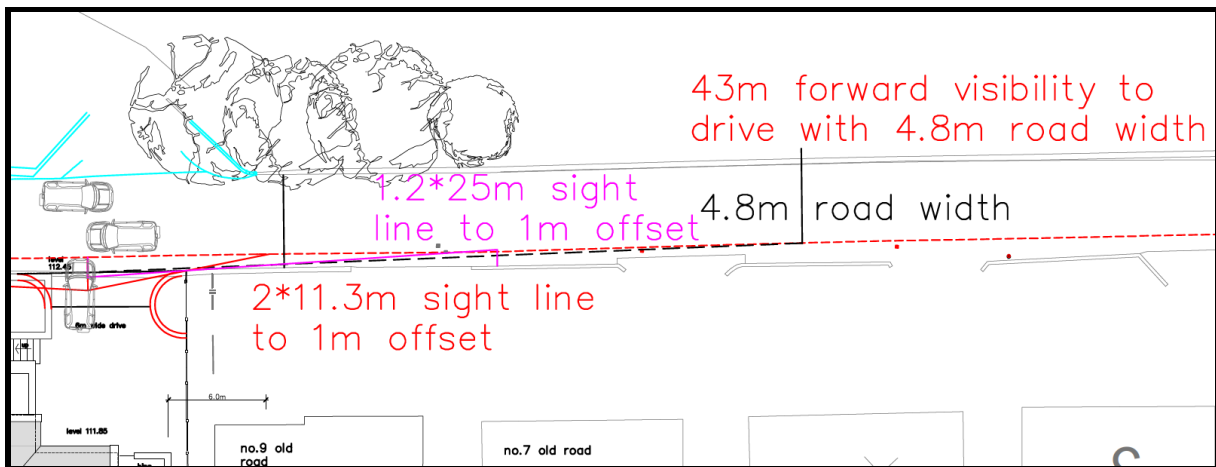 43m forward visibility to
drive with 4.8m road width
1.2*25m sight
line to 1m offset
4.8m road width
level
112.45
2*11.3m sight line
to 1m offset
6m wide drive
up
6.0m
level 111.85
no.9 old
road
no.7 old road